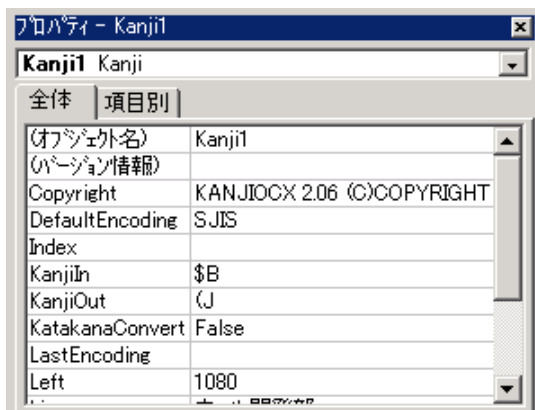 プロパティ - Kanji1
Kanji1 Kanji
全体 項目別
(オブジェクト名) Kanji1
(バージョン情報)
Copyright KANJIOCX 2.06 (C)COPYRIGHT
DefaultEncoding SJIS
Index
KanjiIn $B
KanjiOut (J
KatakanaConvert False
LastEncoding
Left 1080